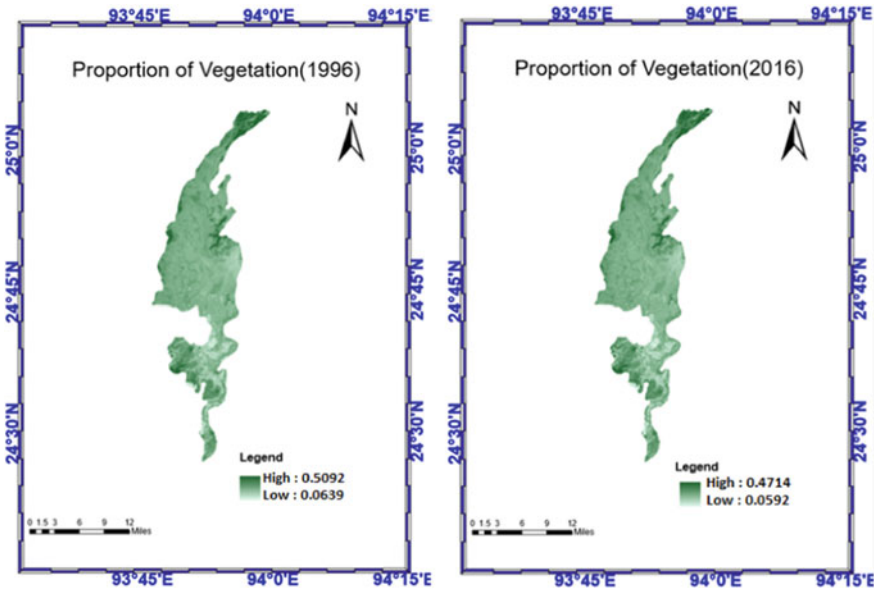 93°45'E 94°0'E 94°15'E
Proportion of Vegetation(1996)
N
25°0'N
25°0'N
24°45'N
24°45'N
24°30'N
24°30'N
Legend
High : 0.5092
Low : 0.0639
0 1.5 3 6 9 12
Miles
93°45'E 94°0'E 94°15'E
93°45'E 94°0'E 94°15'E
Proportion of Vegetation(2016)
N
25°0'N
25°0'N
24°45'N
24°45'N
24°30'N
24°30'N
Legend
High : 0.4714
Low : 0.0592
0 1.5 3 6 9 12
Miles
93°45'E 94°0'E 94°15'E